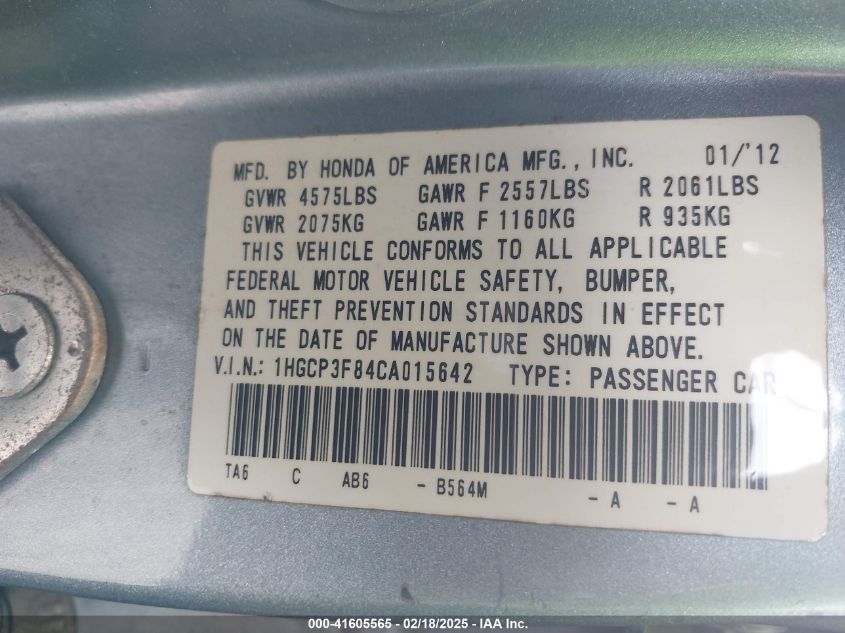 MFD. BY HONDA OF AMERICA MFG., INC. 01/'12
GVWR 4575LBS GAWR F 2557LBS R 2061LBS
GVWR 2075KG GAWR F 1160KG R 935KG
THIS VEHICLE CONFORMS TO ALL APPLICABLE
FEDERAL MOTOR VEHICLE SAFETY, BUMPER,
AND THEFT PREVENTION STANDARDS IN EFFECT
ON THE DATE OF MANUFACTURE SHOWN ABOVE.
V.I.N.: 1HGCP3F84CA015642 TYPE: PASSENGER CAR
TA6 C AB6 - B564M - A - A
000-41605565 - 02/18/2025 - IAA Inc.